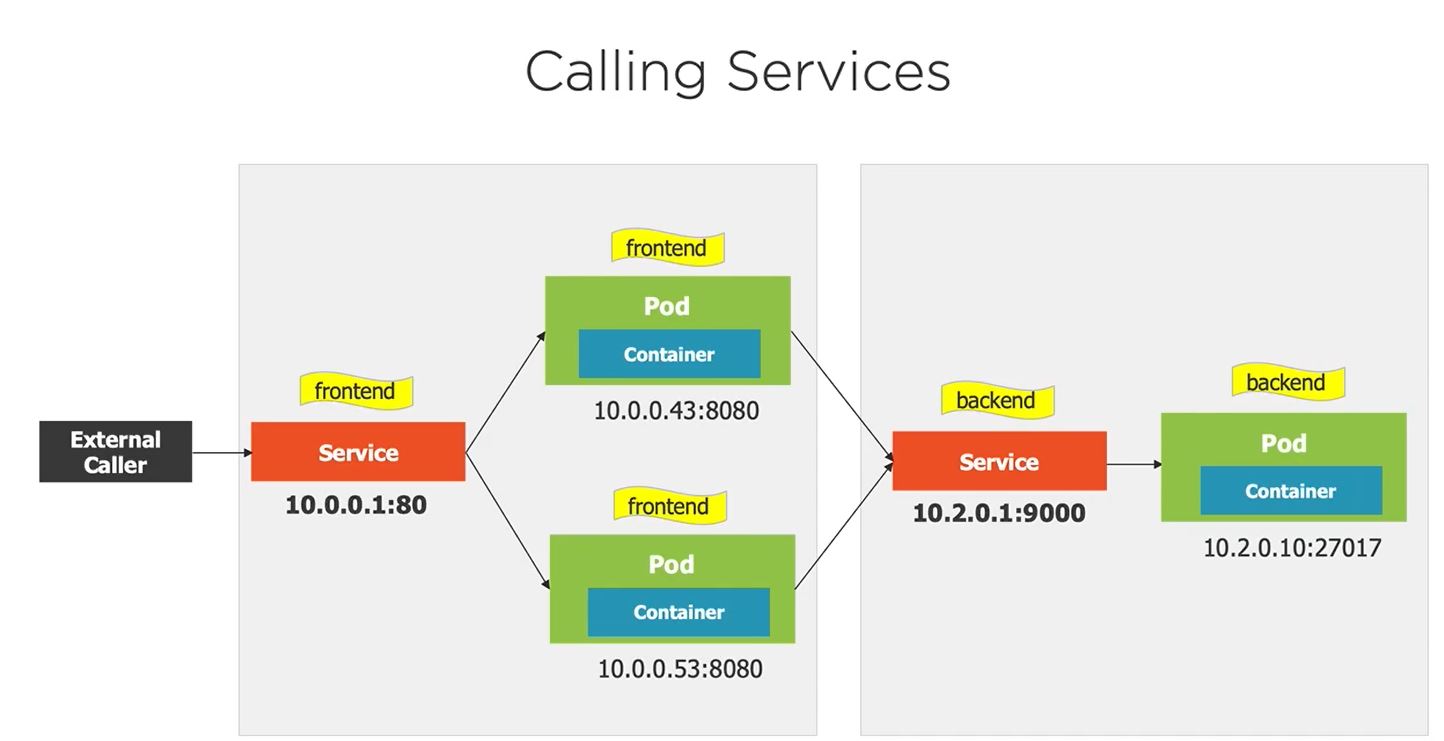 Calling Services
External
Caller
frontend
Service
10.0.0.1:80
frontend
Pod
Container
10.0.0.43:8080
frontend
Pod
Container
10.0.0.53:8080
backend
Service
10.2.0.1:9000
backend
Pod
Container
10.2.0.10:27017